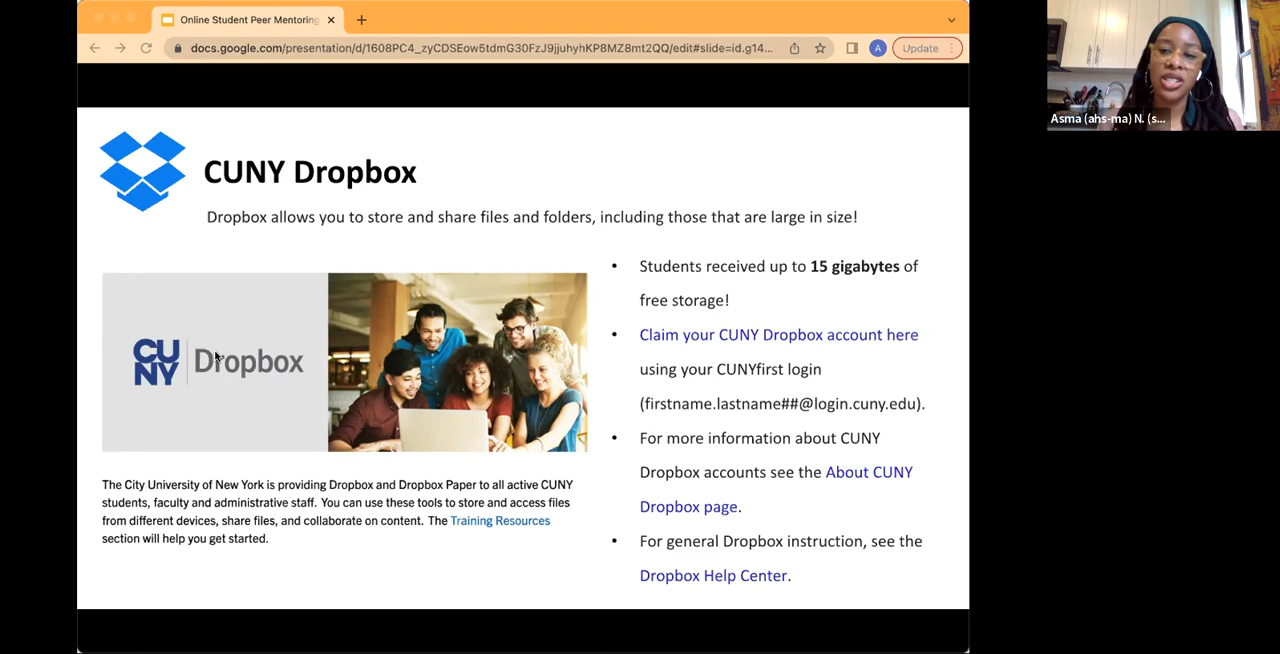 Online Student Peer Mentoring
docs.google.com/presentation/d/1608PC4_zyCDSEow5tdmG30FzJ9jjuhyhKP8MZ8mt2QQ/edit#slide=id.g14...
A
Update
Asma (ahs-ma) N. (s...
CUNY Dropbox
Dropbox allows you to store and share files and folders, including those that are large in size!
CU
NY
Dropbox
The City University of New York is providing Dropbox and Dropbox Paper to all active CUNY
students, faculty and administrative staff. You can use these tools to store and access files
from different devices, share files, and collaborate on content. The Training Resources
section will help you get started.
• Students received up to 15 gigabytes of
free storage!
• Claim your CUNY Dropbox account here
using your CUNYfirst login
(firstname.lastname##@login.cuny.edu).
• For more information about CUNY
Dropbox accounts see the About CUNY
Dropbox page.
• For general Dropbox instruction, see the
Dropbox Help Center.